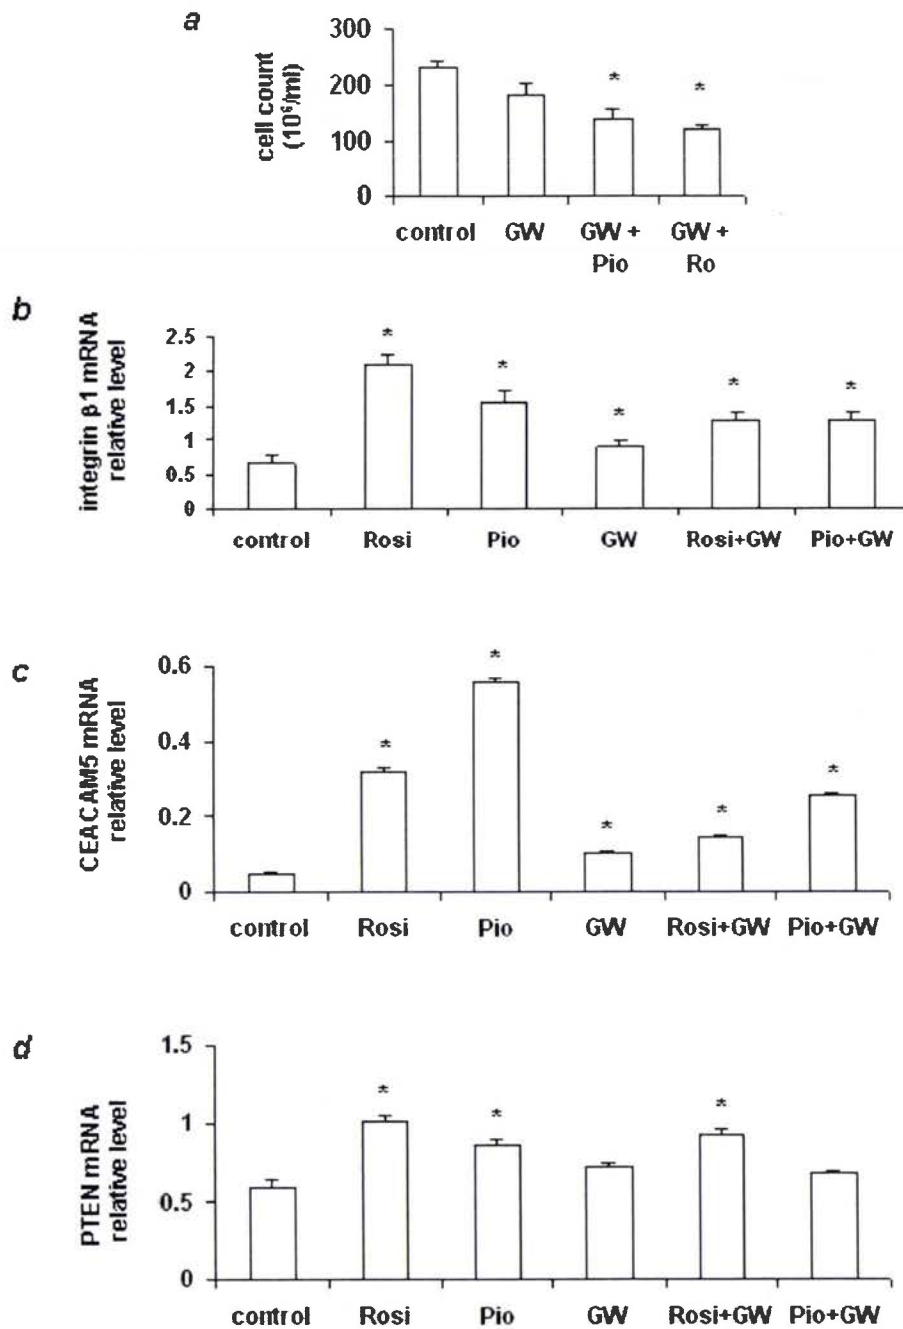 a
cell count
(10⁶/ml)
300
200
100
0
*
*
control GW GW + GW +
Pio Ro
b
integrin β1 mRNA
relative level
2.5
2
1.5
1
0.5
0
*
*
*
*
*
control Rosi Pio GW Rosi+GW Pio+GW
c
CEACAM5 mRNA
relative level
0.6
0.4
0.2
0
*
*
*
*
*
control Rosi Pio GW Rosi+GW Pio+GW
d
PTEN mRNA
relative level
1.5
1
0.5
0
*
*
*
control Rosi Pio GW Rosi+GW Pio+GW